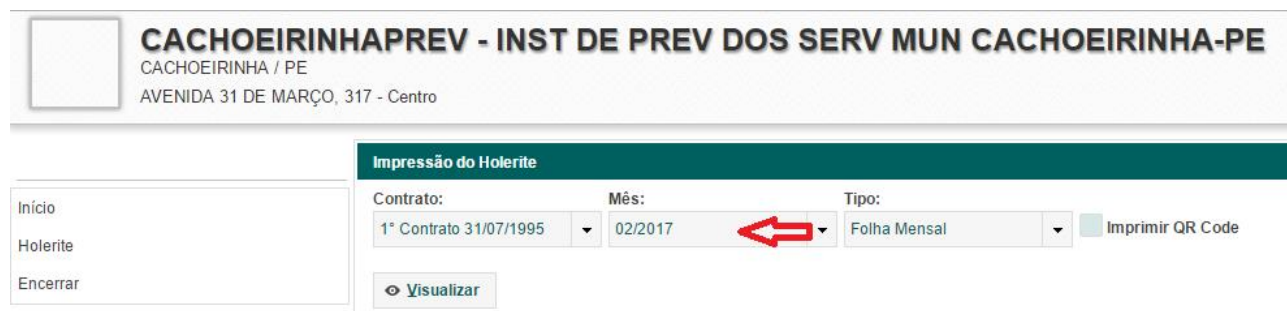 CACHOEIRINHAPREV - INST DE PREV DOS SERV MUN CACHOEIRINHA-PE
CACHOEIRINHA / PE
AVENIDA 31 DE MARÇO, 317 - Centro
Início
Holerite
Encerrar
Impressão do Holerite
Contrato: Mês: Tipo:
1° Contrato 31/07/1995 02/2017 Folha Mensal Imprimir QR Code
Visualizar